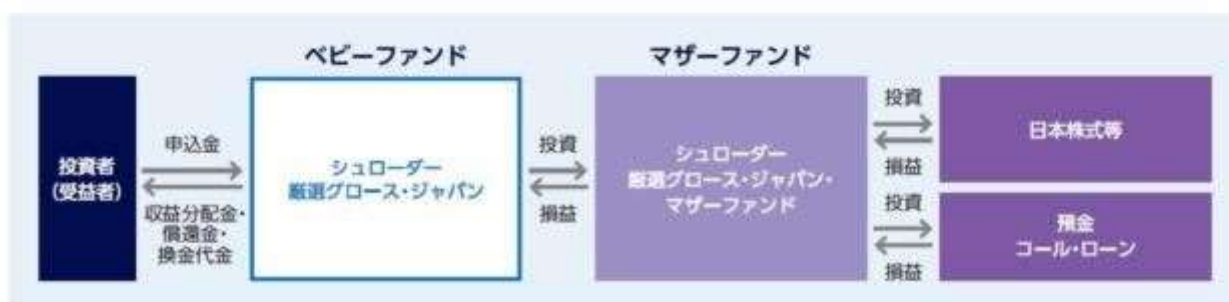 ベビーファンド
マザーファンド
投資者
(受益者)
申込金
収益分配金・
償還金・
換金代金
シュローダー
厳選グロース・ジャパン
投資
損益
シュローダー
厳選グロース・ジャパン・
マザーファンド
投資
損益
日本株式等
投資
損益
預金
コール・ローン